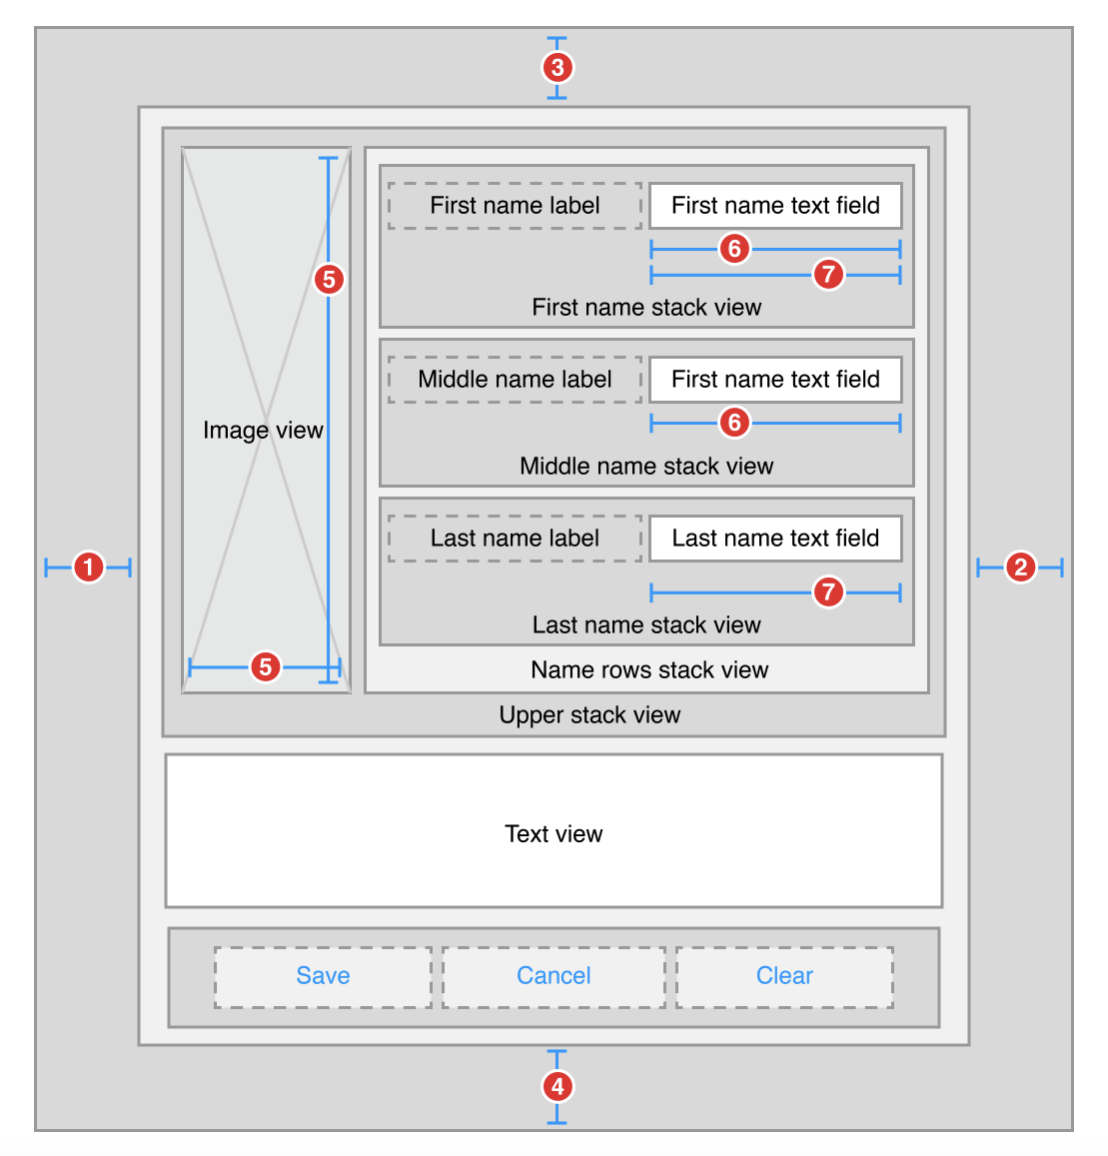 3
First name label
First name text field
6
7
5
First name stack view
Middle name label
First name text field
6
Image view
Middle name stack view
Last name label
Last name text field
1
2
7
Last name stack view
5
Name rows stack view
Upper stack view
Text view
Save
Cancel
Clear
4